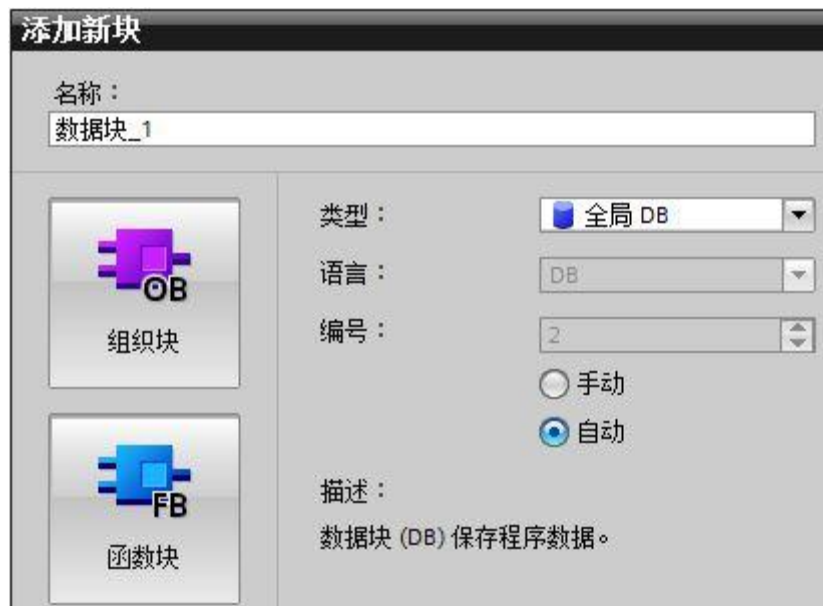 添加新块
名称：
数据块_1
OB
组织块
FB
函数块
类型：
全局 DB
语言：
DB
编号：
2
手动
自动
描述：
数据块 (DB) 保存程序数据。